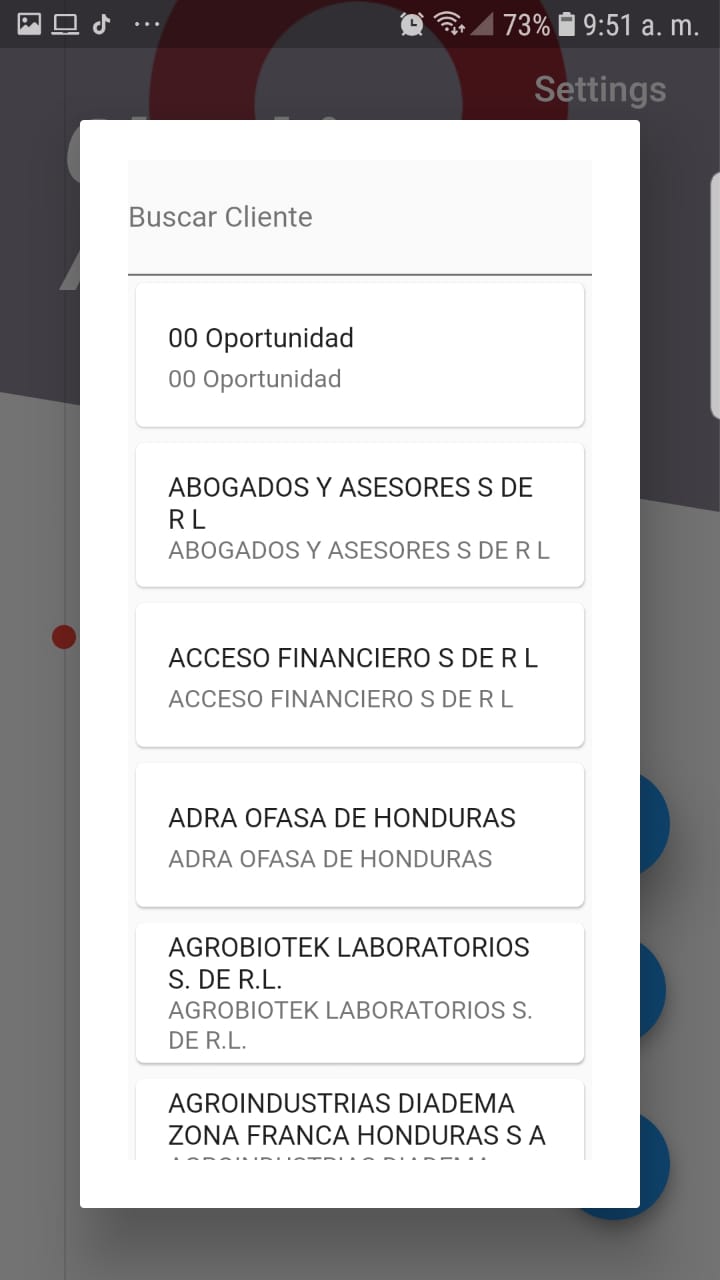 73% 9:51 a. m.
Settings
Buscar Cliente
00 Oportunidad
00 Oportunidad
ABOGADOS Y ASESORES S DE
R L
ABOGADOS Y ASESORES S DE R L
ACCESO FINANCIERO S DE R L
ACCESO FINANCIERO S DE R L
ADRA OFASA DE HONDURAS
ADRA OFASA DE HONDURAS
AGROBIOTEK LABORATORIOS
S. DE R.L.
AGROBIOTEK LABORATORIOS S.
DE R.L.
AGROINDUSTRIAS DIADEMA
ZONA FRANCA HONDURAS S A
AGROINDUSTRIAS DIADEMA